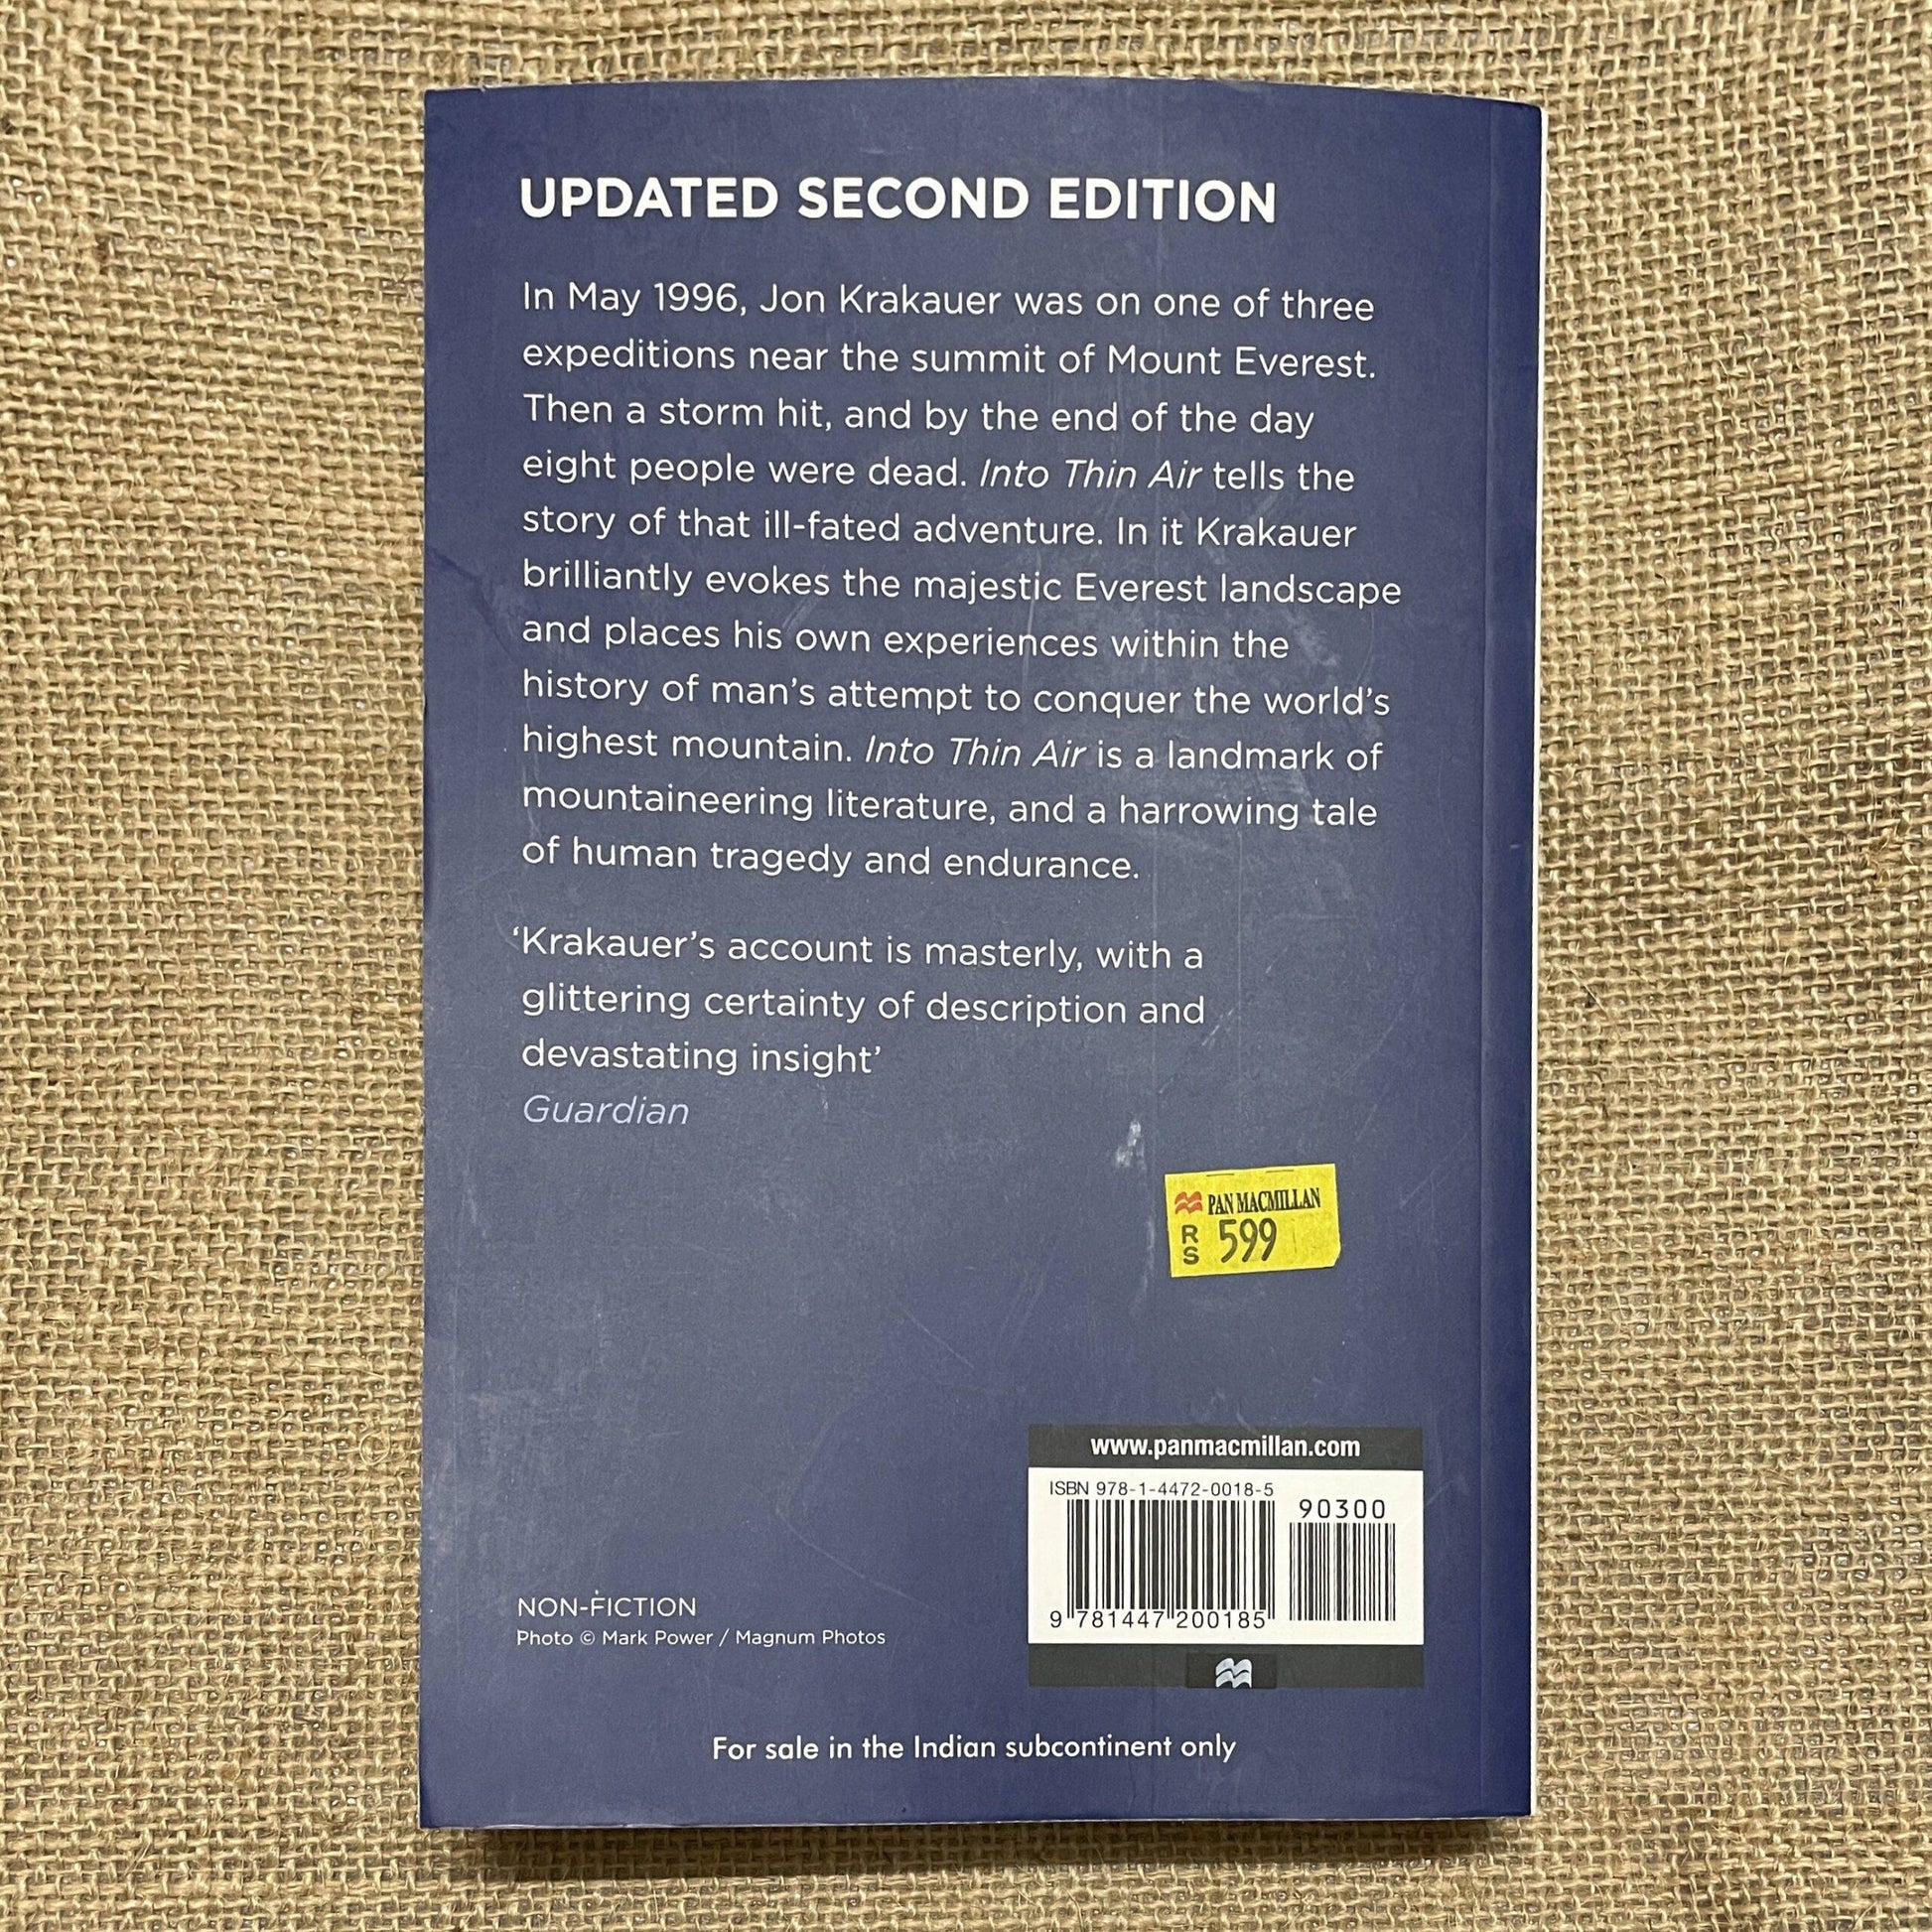 UPDATED SECOND EDITION
In May 1996, Jon Krakauer was on one of three
expeditions near the summit of Mount Everest.
Then a storm hit, and by the end of the day
eight people were dead. Into Thin Air tells the
story of that ill-fated adventure. In it Krakauer
brilliantly evokes the majestic Everest landscape
and places his own experiences within the
history of man’s attempt to conquer the world’s
highest mountain. Into Thin Air is a landmark of
mountaineering literature, and a harrowing tale
of human tragedy and endurance.
‘Krakauer’s account is masterly, with a
glittering certainty of description and
devastating insight’
Guardian
PAN MACMILLAN
RS 599
www.panmacmillan.com
ISBN 978-1-4472-0018-5
90300
9 781447 200185
NON-FICTION
Photo © Mark Power / Magnum Photos
For sale in the Indian subcontinent only